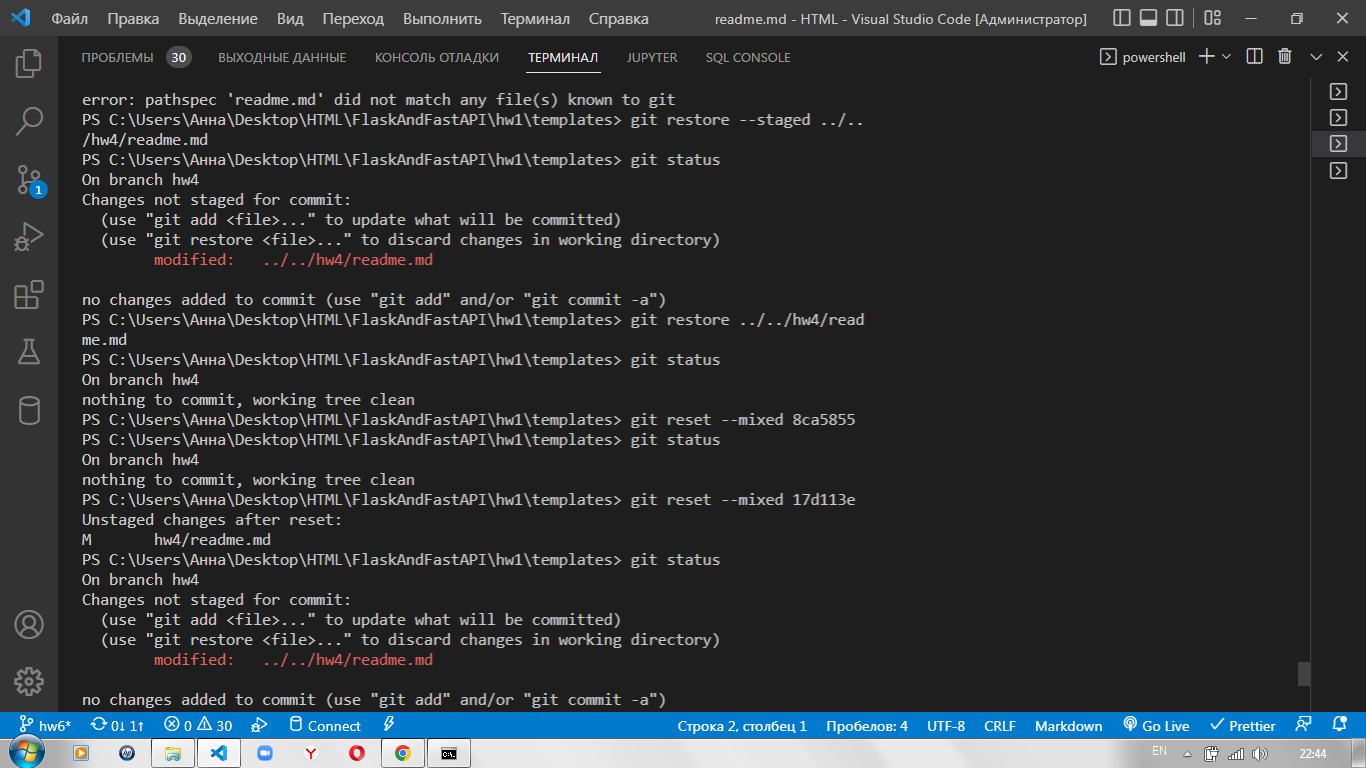 Файл Правка Выделение Вид Переход Выполнить Терминал Справка readme.md - HTML - Visual Studio Code [Администратор]
ПРОБЛЕМЫ 30 ВЫХОДНЫЕ ДАННЫЕ КОНСОЛЬ ОТЛАДКИ ТЕРМИНАЛ JUPYTER SQL CONSOLE powershell
error: pathspec 'readme.md' did not match any file(s) known to git
PS C:\Users\Анна\Desktop\HTML\FlaskAndFastAPI\hw1\templates> git restore --staged ../..
/hw4/readme.md
PS C:\Users\Анна\Desktop\HTML\FlaskAndFastAPI\hw1\templates> git status
On branch hw4
Changes not staged for commit:
  (use "git add <file>..." to update what will be committed)
  (use "git restore <file>..." to discard changes in working directory)
        modified:   ../../hw4/readme.md
no changes added to commit (use "git add" and/or "git commit -a")
PS C:\Users\Анна\Desktop\HTML\FlaskAndFastAPI\hw1\templates> git restore ../../hw4/read
me.md
PS C:\Users\Анна\Desktop\HTML\FlaskAndFastAPI\hw1\templates> git status
On branch hw4
nothing to commit, working tree clean
PS C:\Users\Анна\Desktop\HTML\FlaskAndFastAPI\hw1\templates> git reset --mixed 8ca5855
PS C:\Users\Анна\Desktop\HTML\FlaskAndFastAPI\hw1\templates> git status
On branch hw4
nothing to commit, working tree clean
PS C:\Users\Анна\Desktop\HTML\FlaskAndFastAPI\hw1\templates> git reset --mixed 17d113e
Unstaged changes after reset:
M       hw4/readme.md
PS C:\Users\Анна\Desktop\HTML\FlaskAndFastAPI\hw1\templates> git status
On branch hw4
Changes not staged for commit:
  (use "git add <file>..." to update what will be committed)
  (use "git restore <file>..." to discard changes in working directory)
        modified:   ../../hw4/readme.md
no changes added to commit (use "git add" and/or "git commit -a")
1
hw6* 0↓ 1↑ 0 30 Connect Строка 2, столбец 1 Пробелов: 4 UTF-8 CRLF Markdown Go Live Prettier
EN 22:44